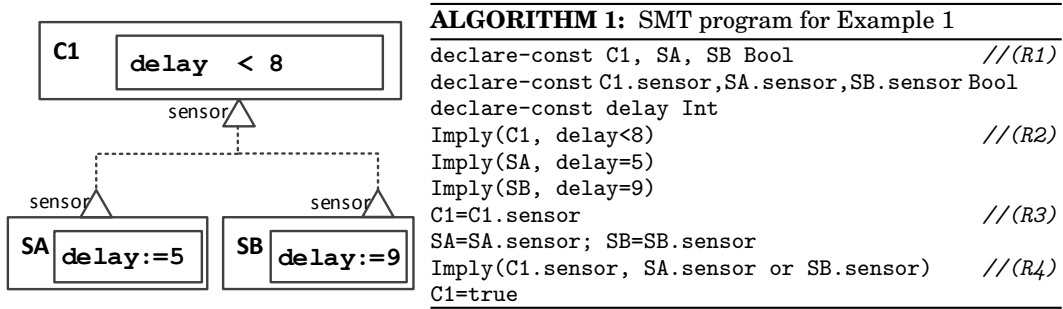 C1
delay < 8
sensor
sensor
sensor
SA
delay:=5
SB
delay:=9
ALGORITHM 1: SMT program for Example 1
declare-const C1, SA, SB Bool //(R1)
declare-const C1.sensor,SA.sensor,SB.sensor Bool
declare-const delay Int
Imply(C1, delay<8) //(R2)
Imply(SA, delay=5)
Imply(SB, delay=9)
C1=C1.sensor //(R3)
SA=SA.sensor; SB=SB.sensor
Imply(C1.sensor, SA.sensor or SB.sensor) //(R4)
C1=true